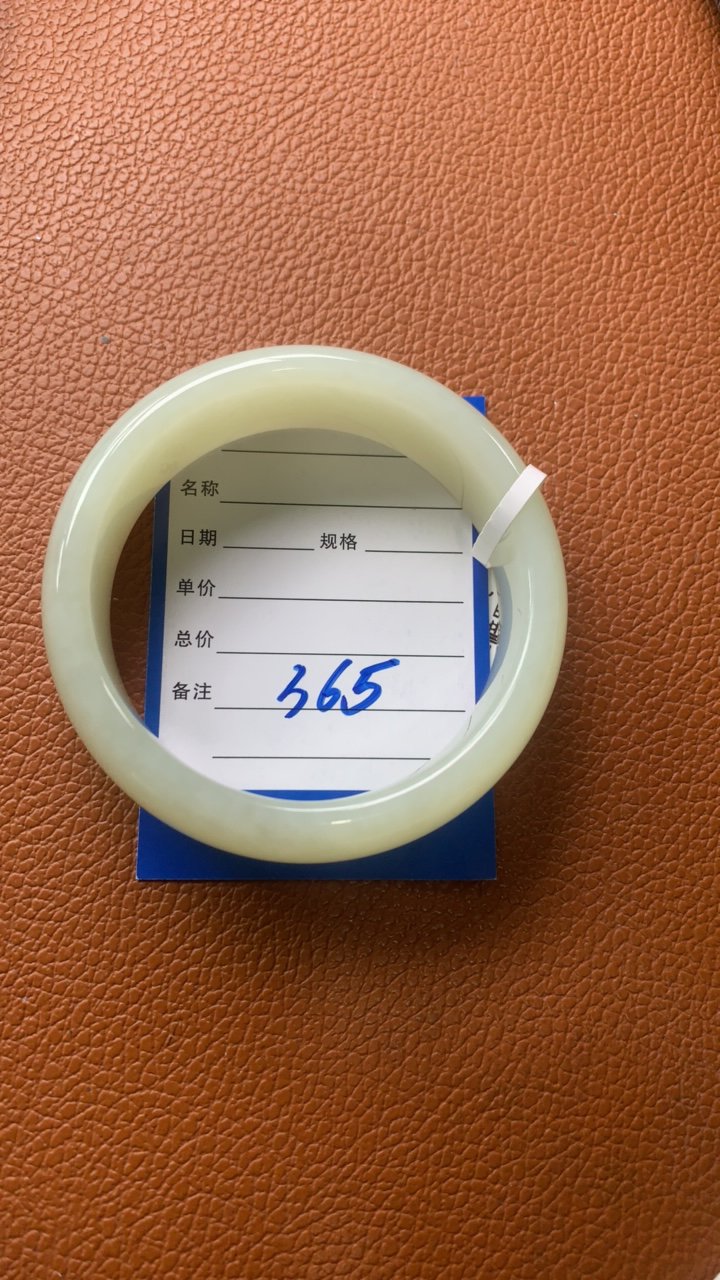 名称
日期 规格
单价
总价
备注 365